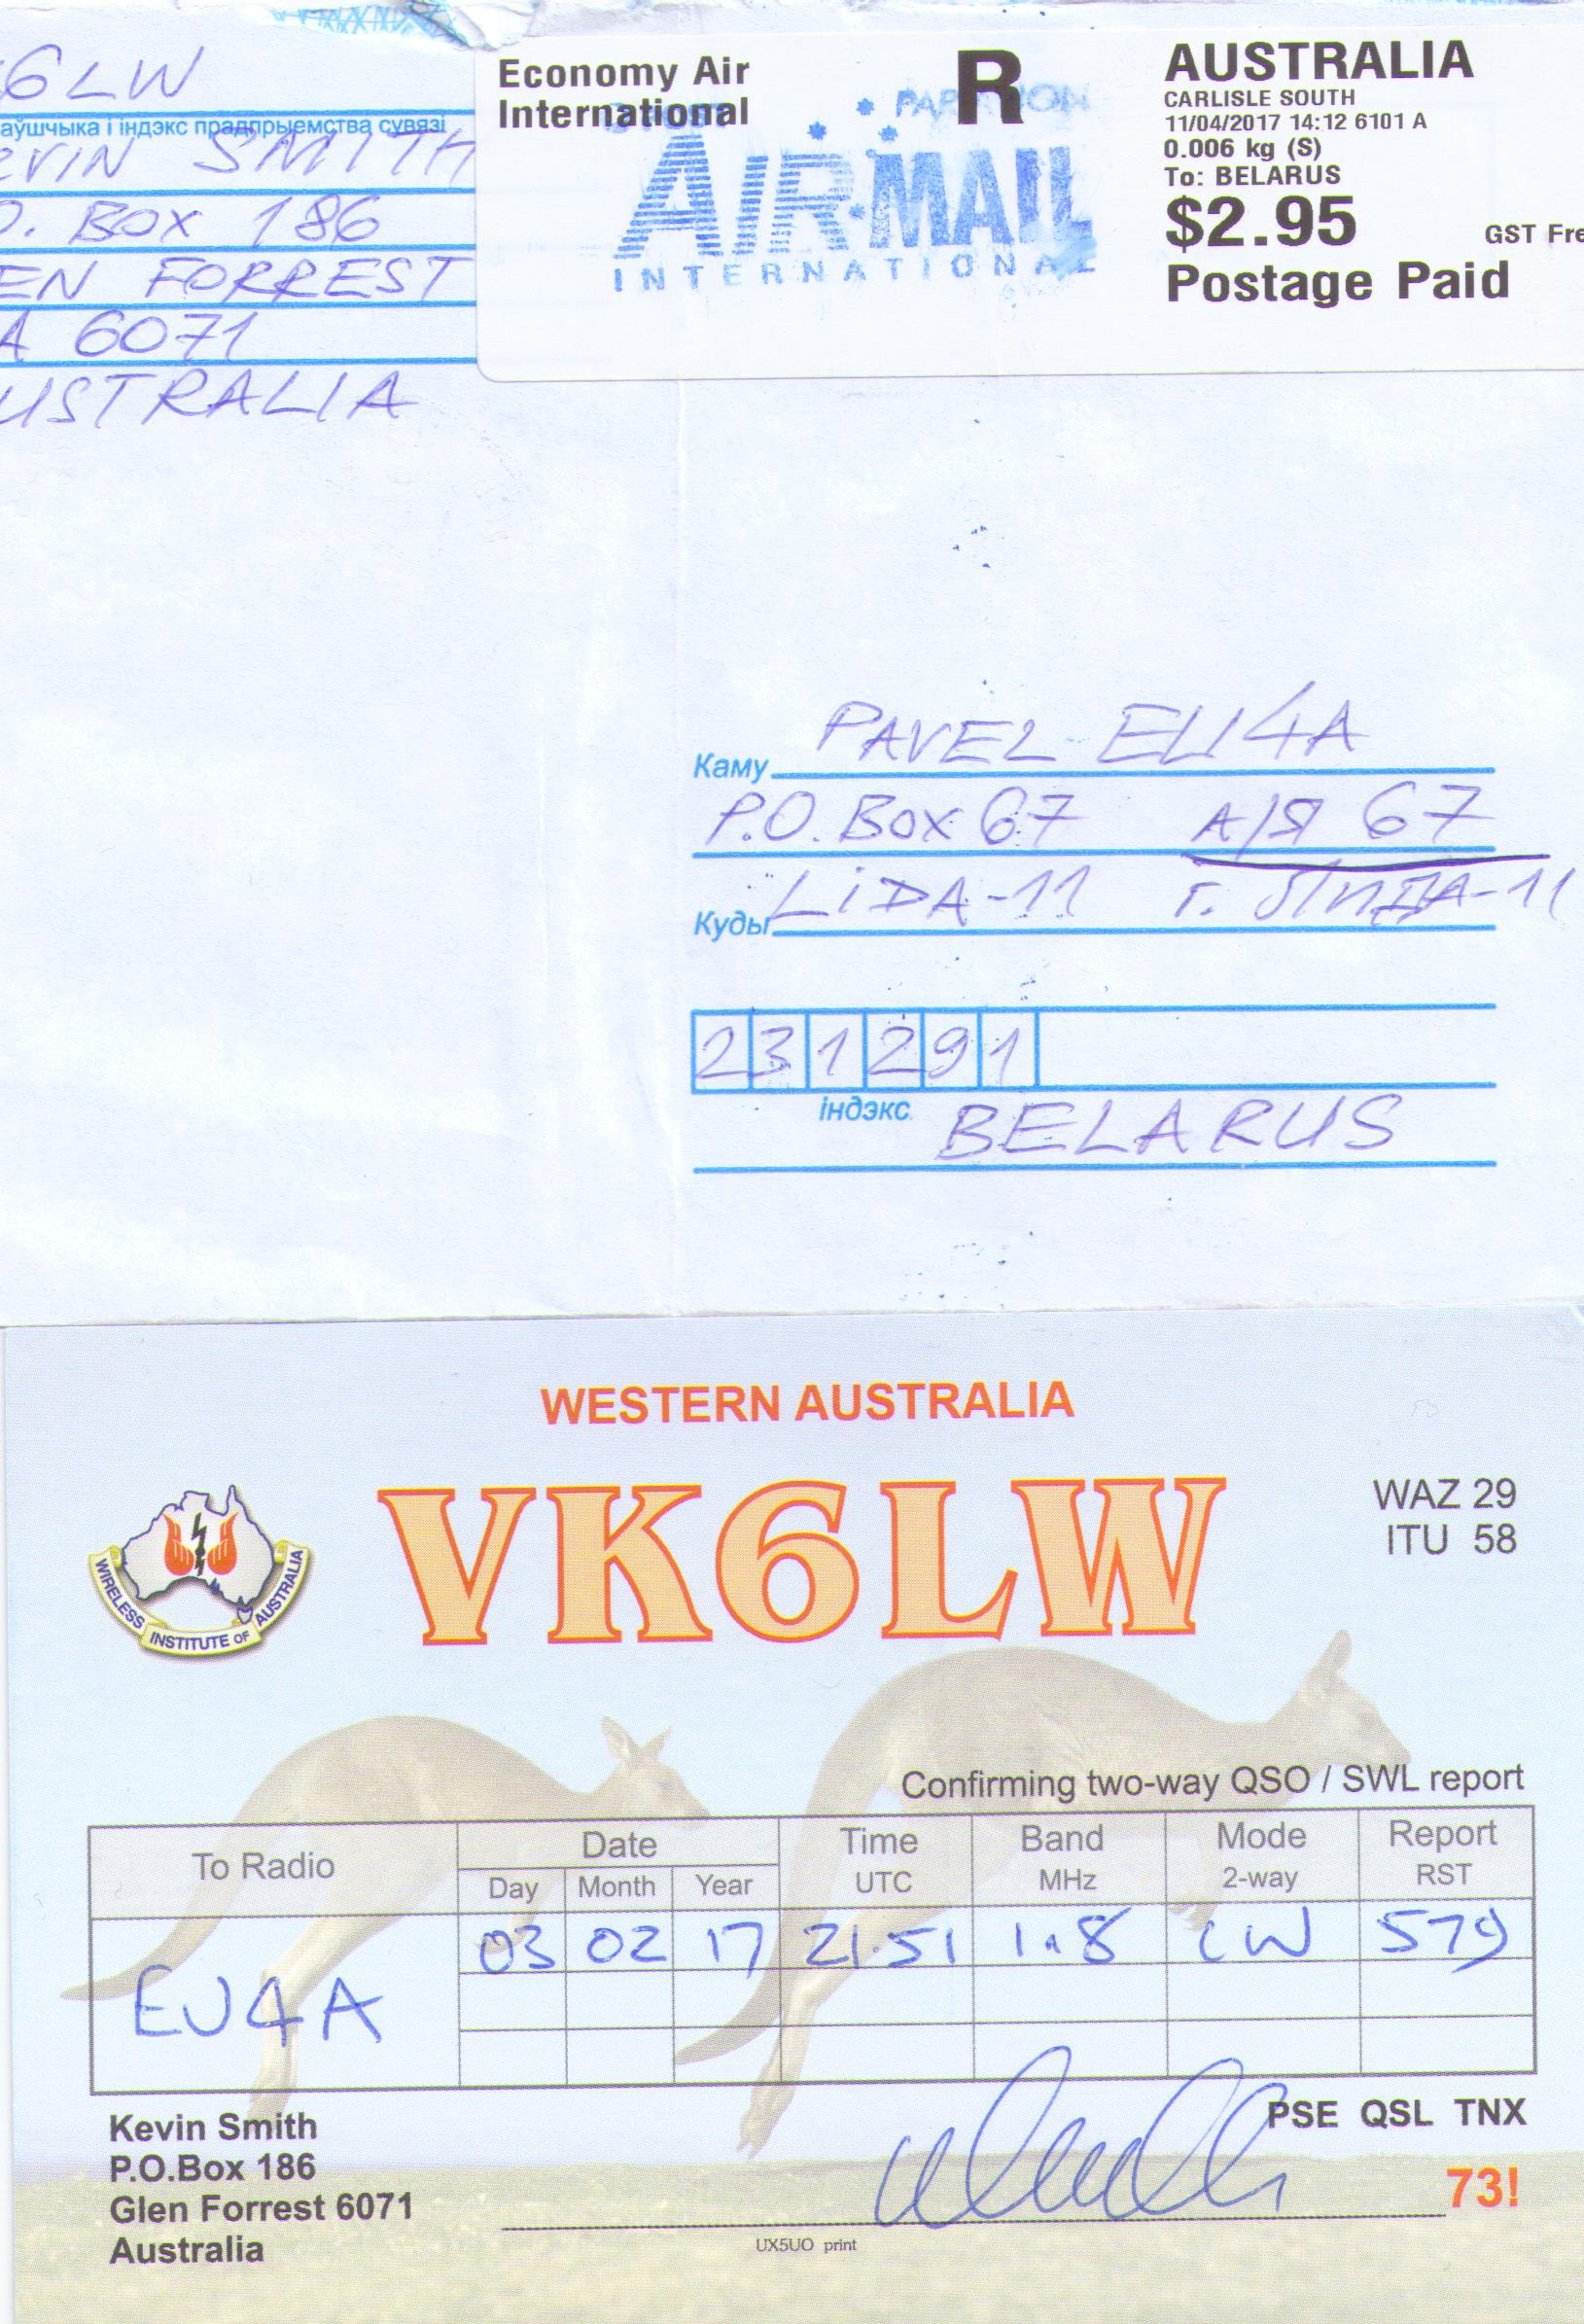 6LW
аўшчыка і індэкс прадпрыемства сувязі
EVIN SMITH
O. BOX 186
EN FORREST
A 6071
USTRALIA
Economy Air
International
R
AIR MAIL
INTERNATIONAL
AUSTRALIA
CARLISLE SOUTH
11/04/2017 14:12 6101 A
0.006 kg (S)
To: BELARUS
$2.95
GST Fre
Postage Paid
Каму PAVEL EU4A
P.O. BOX 67 А/Я 67
Куды LIDA-11 г. ЛИДА-11
231291
індэкс
BELARUS
WESTERN AUSTRALIA
VK6LW
WAZ 29
ITU 58
WIRELESS INSTITUTE OF AUSTRALIA
Confirming two-way QSO / SWL report
To Radio Date Time Band Mode Report
Day Month Year UTC MHz 2-way RST
03 02 17 21.51 1.8 CW 579
EU4A
PSE QSL TNX
Kevin Smith
P.O.Box 186
Glen Forrest 6071
Australia
73!
UX5UO print